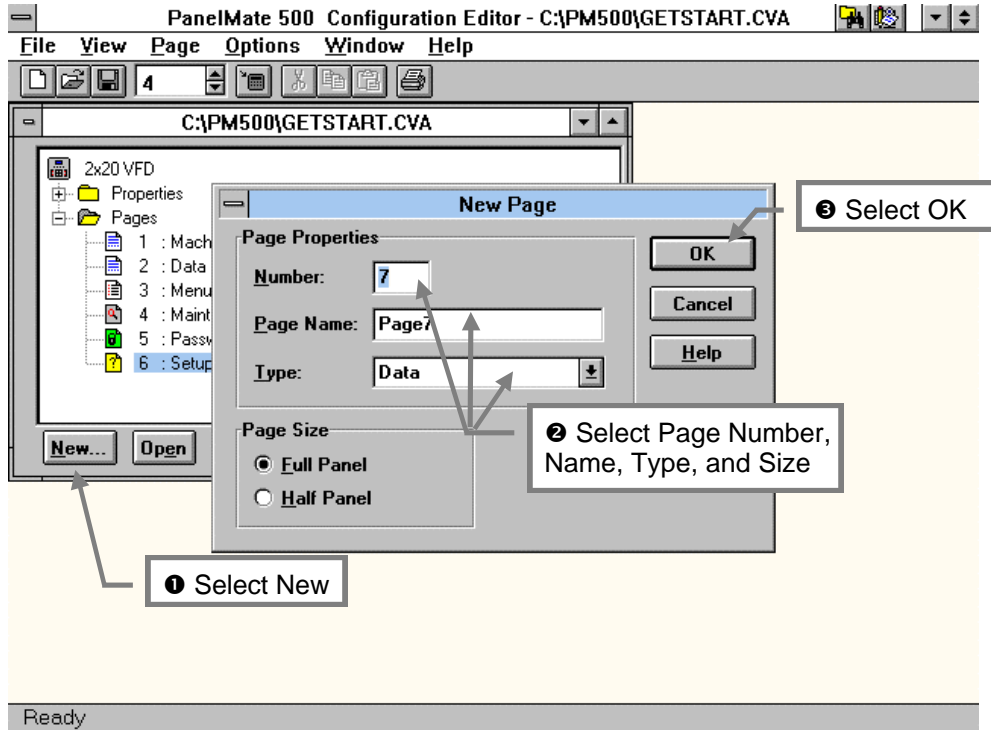 PanelMate 500 Configuration Editor - C:\PM500\GETSTART.CVA
File View Page Options Window Help
4
C:\PM500\GETSTART.CVA
2x20 VFD
Properties
Pages
1 : Mach
2 : Data
3 : Menu
4 : Maint
5 : Passw
6 : Setup
New...
Open
New Page
Page Properties
Number: 7
Page Name: Page7
Type: Data
Page Size
Full Panel
Half Panel
OK
Cancel
Help
❸ Select OK
❷ Select Page Number,
Name, Type, and Size
❶ Select New
Ready